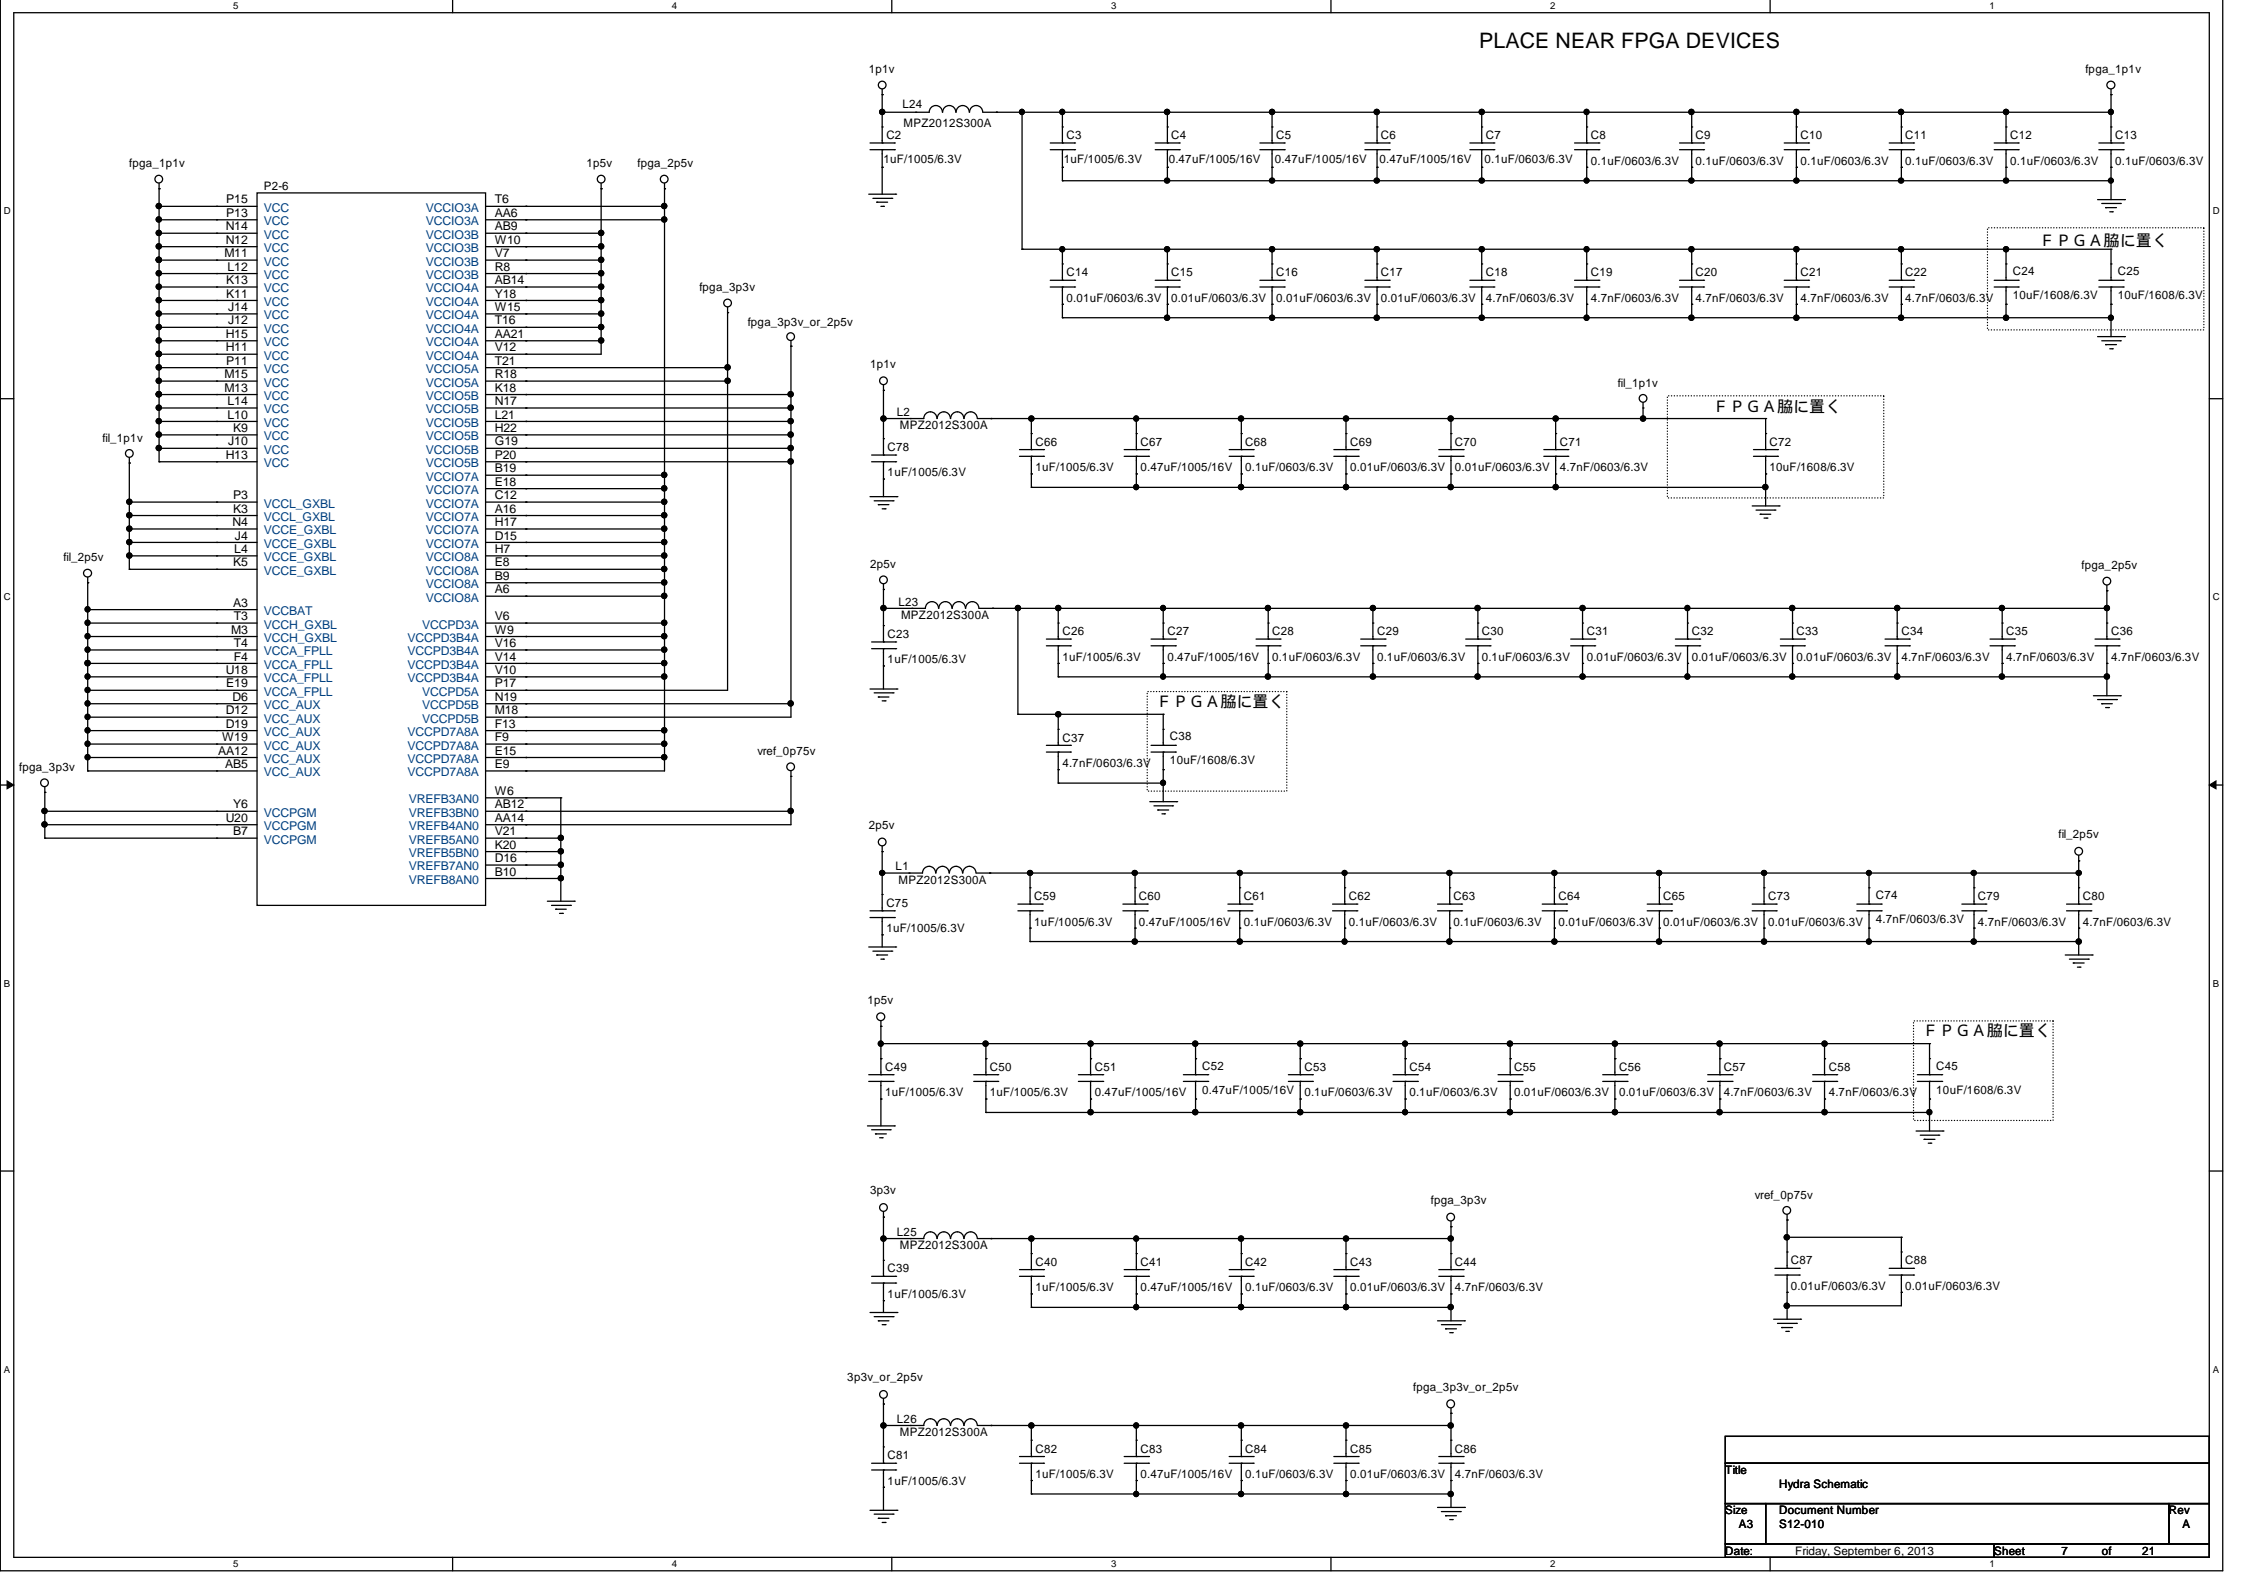 5 4 3 2 1
PLACE NEAR FPGA DEVICES
1p1v
fpga_1p1v
L24
MPZ2012S300A
C2
1uF/1005/6.3V
C3
1uF/1005/6.3V
C4
0.47uF/1005/16V
C5
0.47uF/1005/16V
C6
0.47uF/1005/16V
C7
0.1uF/0603/6.3V
C8
0.1uF/0603/6.3V
C9
0.1uF/0603/6.3V
C10
0.1uF/0603/6.3V
C11
0.1uF/0603/6.3V
C12
0.1uF/0603/6.3V
C13
0.1uF/0603/6.3V
D
D
C14
0.01uF/0603/6.3V
C15
0.01uF/0603/6.3V
C16
0.01uF/0603/6.3V
C17
0.01uF/0603/6.3V
C18
4.7nF/0603/6.3V
C19
4.7nF/0603/6.3V
C20
4.7nF/0603/6.3V
C21
4.7nF/0603/6.3V
C22
4.7nF/0603/6.3V
ＦＰＧＡ脇に置く
C24
10uF/1608/6.3V
C25
10uF/1608/6.3V
fpga_1p1v
1p5v
fpga_2p5v
fpga_3p3v
fpga_3p3v_or_2p5v
P2-6
P15 VCC
P13 VCC
N14 VCC
N12 VCC
M11 VCC
L12 VCC
K13 VCC
K11 VCC
J14 VCC
J12 VCC
H15 VCC
H11 VCC
P11 VCC
M15 VCC
M13 VCC
L14 VCC
L10 VCC
K9 VCC
J10 VCC
H13 VCC
fil_1p1v
P3 VCCL_GXBL
K3 VCCL_GXBL
N4 VCCE_GXBL
J4 VCCE_GXBL
L4 VCCE_GXBL
K5 VCCE_GXBL
fil_2p5v
A3 VCCBAT
T3 VCCH_GXBL
M3 VCCH_GXBL
T4 VCCA_FPLL
F4 VCCA_FPLL
U18 VCCA_FPLL
E19 VCCA_FPLL
D6 VCC_AUX
D12 VCC_AUX
D19 VCC_AUX
W19 VCC_AUX
AA12 VCC_AUX
AB5 VCC_AUX
fpga_3p3v
Y6 VCCPGM
U20 VCCPGM
B7 VCCPGM
VCCIO3A T6
VCCIO3A AA6
VCCIO3B AB9
VCCIO3B W10
VCCIO3B V7
VCCIO3B R8
VCCIO4A AB14
VCCIO4A Y18
VCCIO4A W15
VCCIO4A T16
VCCIO4A AA21
VCCIO4A V12
VCCIO5A T21
VCCIO5A R18
VCCIO5B K18
VCCIO5B N17
VCCIO5B L21
VCCIO5B H22
VCCIO5B G19
VCCIO5B P20
VCCIO7A B19
VCCIO7A E18
VCCIO7A C12
VCCIO7A A16
VCCIO7A H17
VCCIO7A D15
VCCIO8A H7
VCCIO8A E8
VCCIO8A B9
VCCIO8A A6
VCCPD3A V6
VCCPD3B4A W9
VCCPD3B4A V16
VCCPD3B4A V14
VCCPD3B4A V10
VCCPD5A P17
VCCPD5B N19
VCCPD5B M18
VCCPD7A8A F13
VCCPD7A8A F9
VCCPD7A8A E15
VCCPD7A8A E9
vref_0p75v
VREFB3AN0 W6
VREFB3BN0 AB12
VREFB4AN0 AA14
VREFB5AN0 V21
VREFB5BN0 K20
VREFB7AN0 D16
VREFB8AN0 B10
1p1v
fil_1p1v
L2
MPZ2012S300A
C78
1uF/1005/6.3V
C66
1uF/1005/6.3V
C67
0.47uF/1005/16V
C68
0.1uF/0603/6.3V
C69
0.01uF/0603/6.3V
C70
0.01uF/0603/6.3V
C71
4.7nF/0603/6.3V
ＦＰＧＡ脇に置く
C72
10uF/1608/6.3V
C
C
2p5v
fpga_2p5v
L23
MPZ2012S300A
C23
1uF/1005/6.3V
C26
1uF/1005/6.3V
C27
0.47uF/1005/16V
C28
0.1uF/0603/6.3V
C29
0.1uF/0603/6.3V
C30
0.1uF/0603/6.3V
C31
0.01uF/0603/6.3V
C32
0.01uF/0603/6.3V
C33
0.01uF/0603/6.3V
C34
4.7nF/0603/6.3V
C35
4.7nF/0603/6.3V
C36
4.7nF/0603/6.3V
ＦＰＧＡ脇に置く
C37
4.7nF/0603/6.3V
C38
10uF/1608/6.3V
2p5v
fil_2p5v
L1
MPZ2012S300A
C75
1uF/1005/6.3V
C59
1uF/1005/6.3V
C60
0.47uF/1005/16V
C61
0.1uF/0603/6.3V
C62
0.1uF/0603/6.3V
C63
0.1uF/0603/6.3V
C64
0.01uF/0603/6.3V
C65
0.01uF/0603/6.3V
C73
0.01uF/0603/6.3V
C74
4.7nF/0603/6.3V
C79
4.7nF/0603/6.3V
C80
4.7nF/0603/6.3V
B
B
1p5v
C49
1uF/1005/6.3V
C50
1uF/1005/6.3V
C51
0.47uF/1005/16V
C52
0.47uF/1005/16V
C53
0.1uF/0603/6.3V
C54
0.1uF/0603/6.3V
C55
0.01uF/0603/6.3V
C56
0.01uF/0603/6.3V
C57
4.7nF/0603/6.3V
C58
4.7nF/0603/6.3V
ＦＰＧＡ脇に置く
C45
10uF/1608/6.3V
3p3v
fpga_3p3v
L25
MPZ2012S300A
C39
1uF/1005/6.3V
C40
1uF/1005/6.3V
C41
0.47uF/1005/16V
C42
0.1uF/0603/6.3V
C43
0.01uF/0603/6.3V
C44
4.7nF/0603/6.3V
vref_0p75v
C87
0.01uF/0603/6.3V
C88
0.01uF/0603/6.3V
A
A
3p3v_or_2p5v
fpga_3p3v_or_2p5v
L26
MPZ2012S300A
C81
1uF/1005/6.3V
C82
1uF/1005/6.3V
C83
0.47uF/1005/16V
C84
0.1uF/0603/6.3V
C85
0.01uF/0603/6.3V
C86
4.7nF/0603/6.3V
Title
Hydra Schematic
Size Document Number Rev
A3 S12-010 A
Date: Friday, September 6, 2013 Sheet 7 of 21
5 4 3 2 1